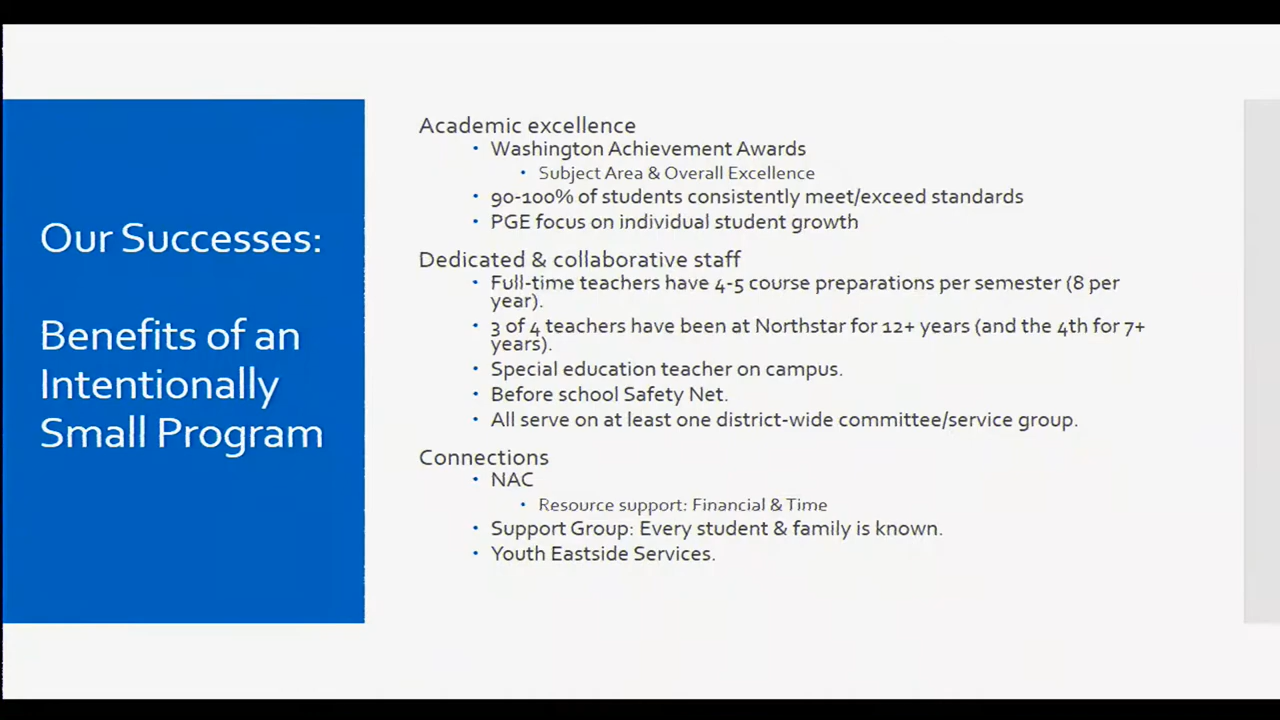 Our Successes:
Benefits of an
Intentionally
Small Program
Academic excellence
• Washington Achievement Awards
• Subject Area & Overall Excellence
• 90-100% of students consistently meet/exceed standards
• PGE focus on individual student growth
Dedicated & collaborative staff
• Full-time teachers have 4-5 course preparations per semester (8 per
year).
• 3 of 4 teachers have been at Northstar for 12+ years (and the 4th for 7+
years).
• Special education teacher on campus.
• Before school Safety Net.
• All serve on at least one district-wide committee/service group.
Connections
• NAC
• Resource support: Financial & Time
• Support Group: Every student & family is known.
• Youth Eastside Services.